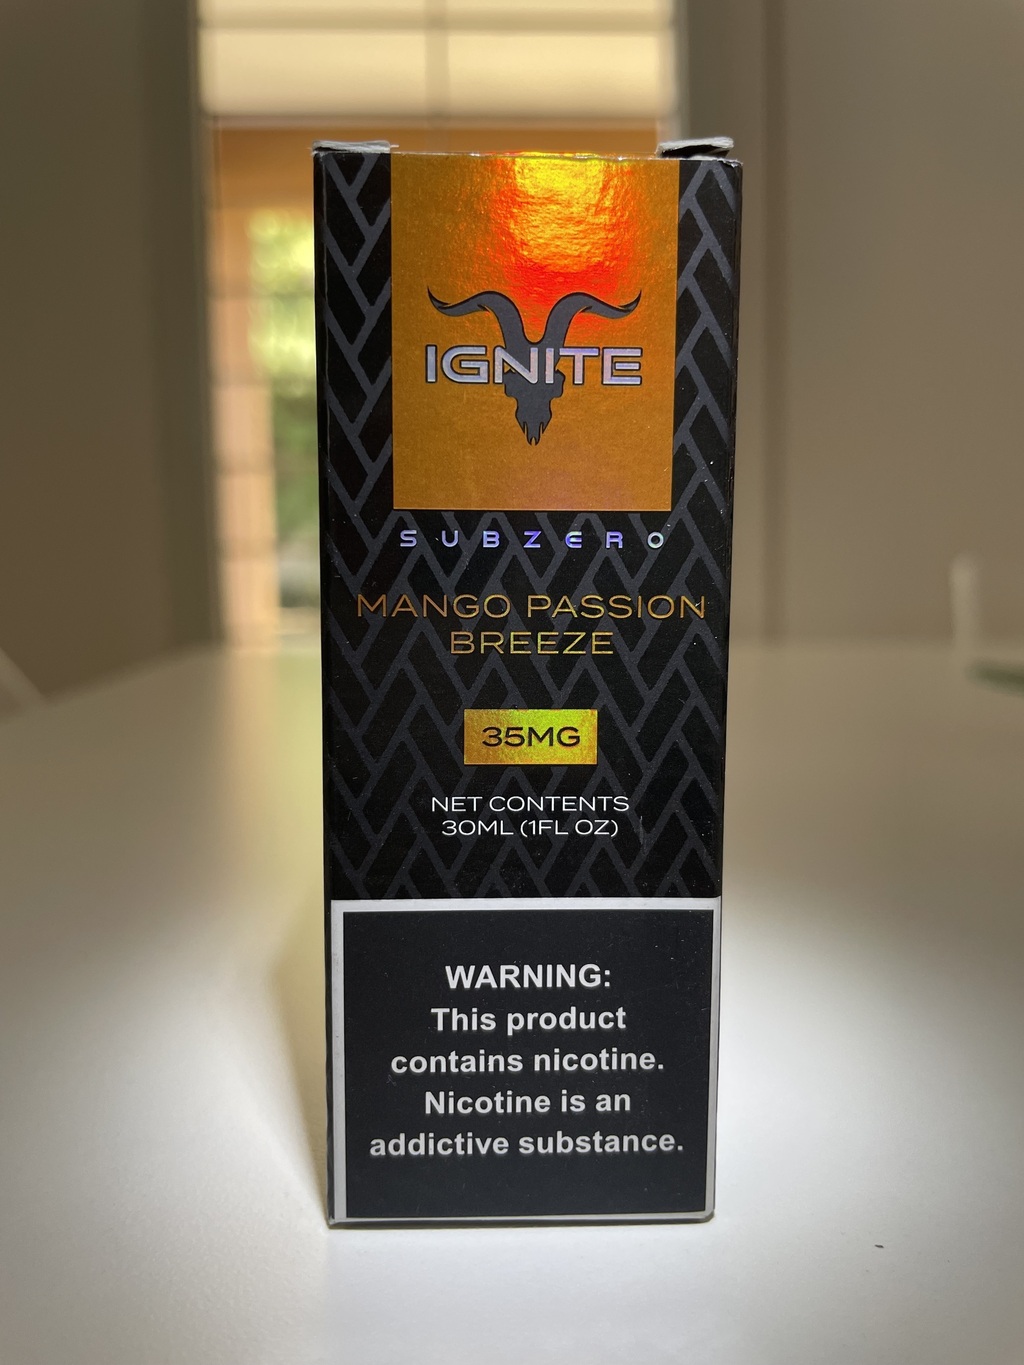 IGNITE
SUBZERO
MANGO PASSION
BREEZE
35MG
NET CONTENTS
30ML (1FL OZ)
WARNING:
This product
contains nicotine.
Nicotine is an
addictive substance.